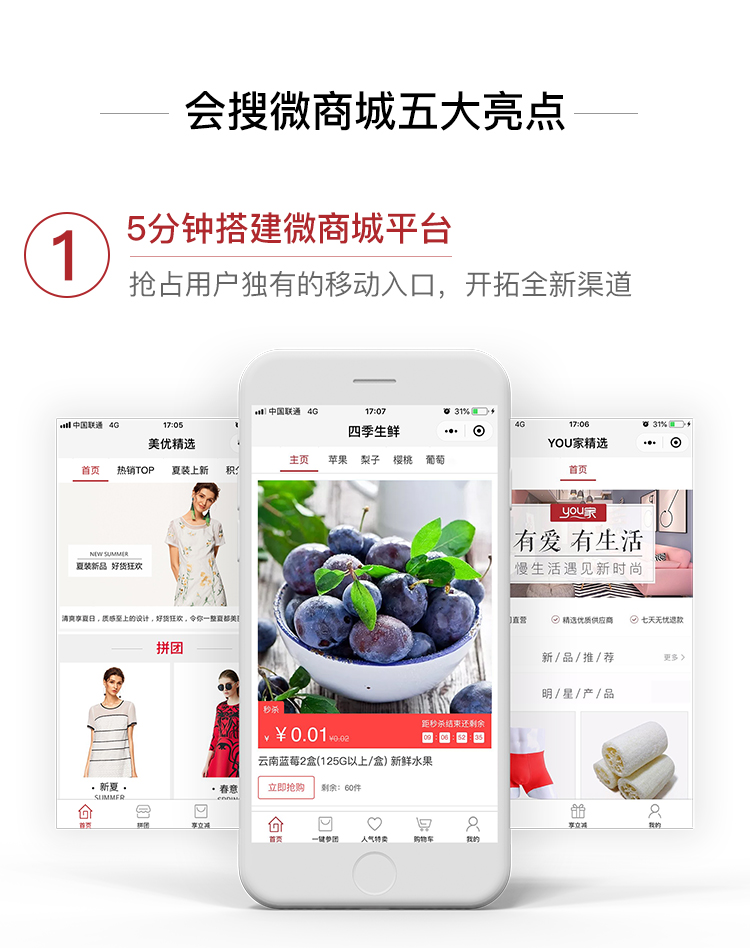 会搜微商城五大亮点
1
5分钟搭建微商城平台
抢占用户独有的移动入口，开拓全新渠道
中国联通 4G 17:05
美优精选
首页 热销TOP 夏装上新
NEW SUMMER
夏装新品 好货狂欢
清爽享夏日，质感至上的设计，好货狂欢，令你一整夏都美
拼团
· 新夏 ·
SUMMER
· 春意
首页 拼团 享立减
中国联通 4G 17:07 31%
四季生鲜
主页 苹果 梨子 樱桃 葡萄
秒杀
¥ 0.01 ¥0.02
距秒杀结束还剩余
09 : 06 : 52 : 35
云南蓝莓2盒(125G以上/盒) 新鲜水果
立即抢购 剩余：60件
首页 一键参团 人气特卖 购物车 我的
4G 17:06 31%
YOU家精选
首页
you家
有爱 有生活
慢生活遇见新时尚
直营 精选优质供应商 七天无忧退款
新/品/推/荐 更多 >
明/星/产/品
享立减 我的